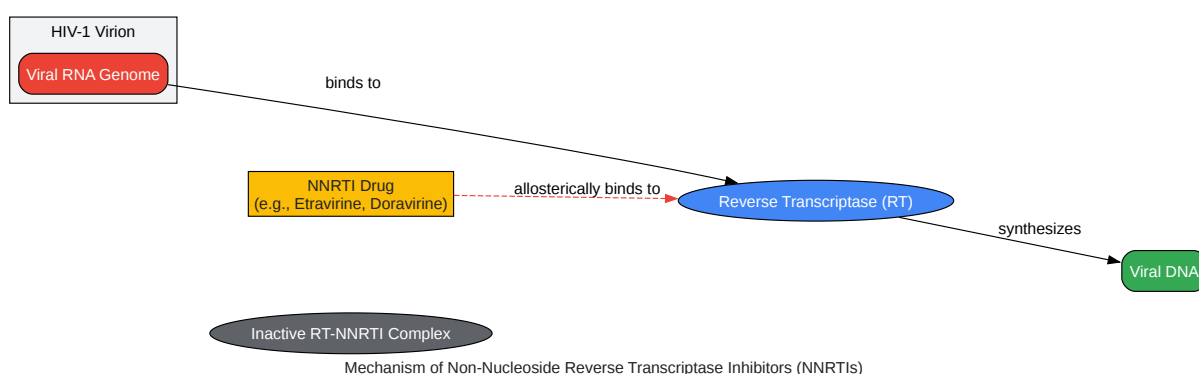 HIV-1 Virion
Viral RNA Genome
binds to
NNRTI Drug
(e.g., Etravirine, Doravirine)
allosterically binds to
Reverse Transcriptase (RT)
synthesizes
Viral DNA
Inactive RT-NNRTI Complex
Mechanism of Non-Nucleoside Reverse Transcriptase Inhibitors (NNRTIs)